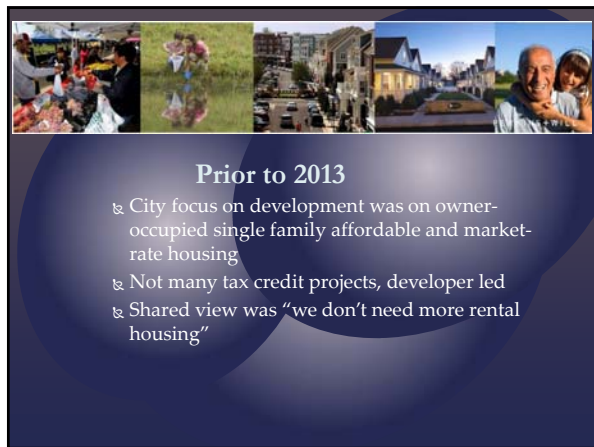 Prior to 2013
City focus on development was on owner-
occupied single family affordable and market-
rate housing
Not many tax credit projects, developer led
Shared view was “we don’t need more rental
housing”